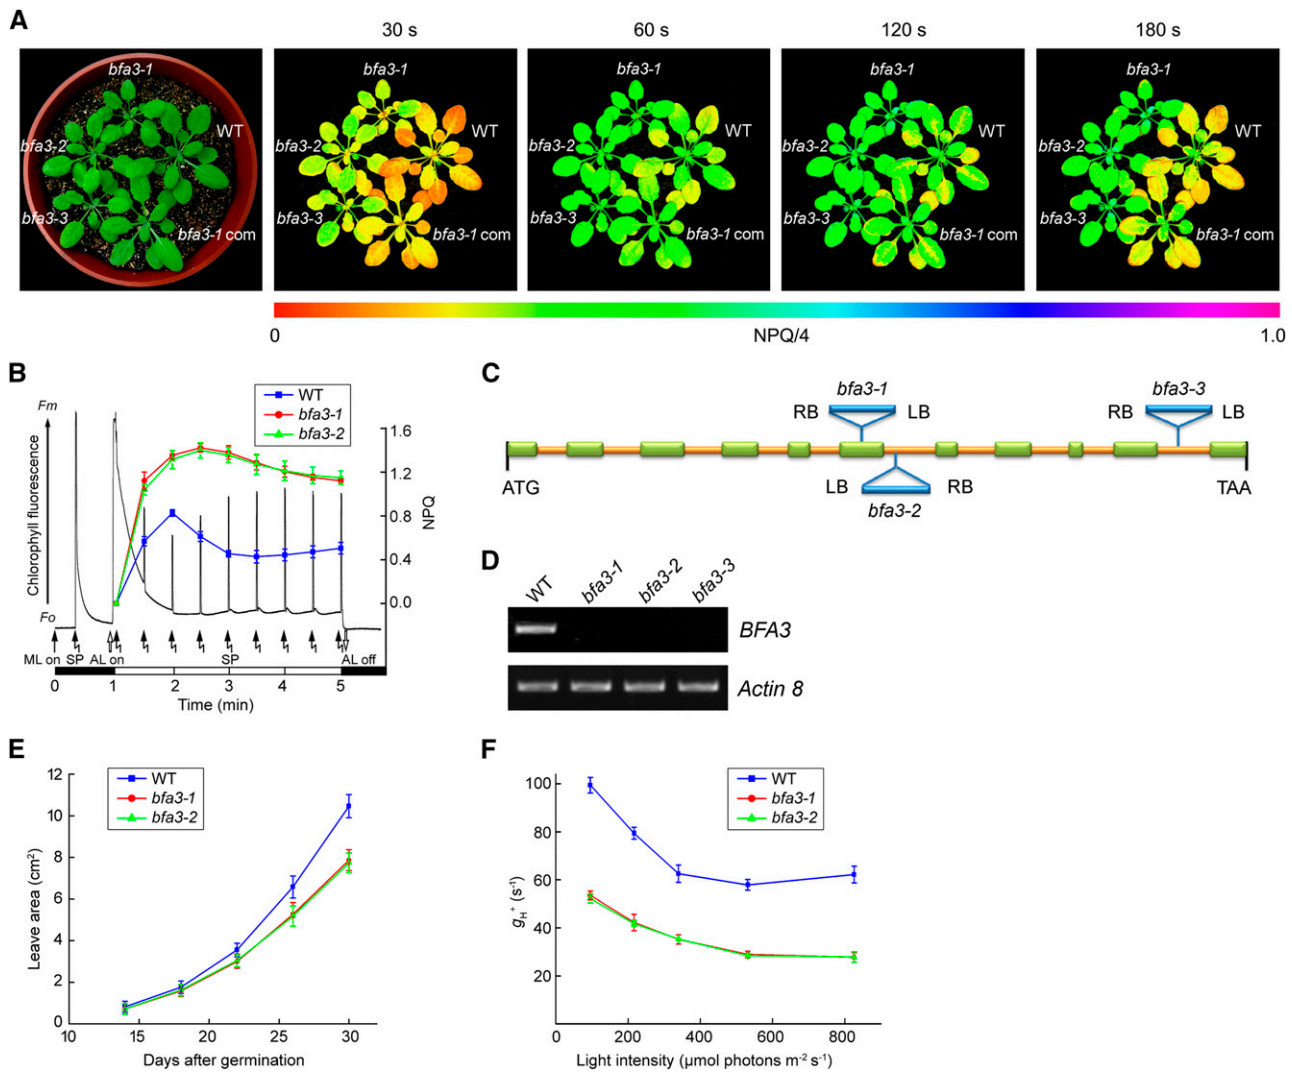 A
30 s
60 s
120 s
180 s
bfa3-1
WT
bfa3-2
bfa3-3
bfa3-1 com
bfa3-1
WT
bfa3-2
bfa3-3
bfa3-1 com
bfa3-1
WT
bfa3-2
bfa3-3
bfa3-1 com
bfa3-1
WT
bfa3-2
bfa3-3
bfa3-1 com
bfa3-1
WT
bfa3-2
bfa3-3
bfa3-1 com
0
NPQ/4
1.0
B
WT
bfa3-1
bfa3-2
Fm
Chlorophyll fluorescence
Fo
1.6
1.2
0.8
0.4
0.0
NPQ
ML on SP AL on SP AL off
0 1 2 3 4 5
Time (min)
C
bfa3-1
RB LB
bfa3-3
RB LB
ATG
LB RB
bfa3-2
TAA
D
WT bfa3-1 bfa3-2 bfa3-3
BFA3
Actin 8
E
WT
bfa3-1
bfa3-2
12
10
8
6
4
2
0
Leave area (cm²)
10 15 20 25 30
Days after germination
F
WT
bfa3-1
bfa3-2
100
80
60
40
20
gH⁺ (s⁻¹)
0 200 400 600 800
Light intensity (µmol photons m⁻² s⁻¹)